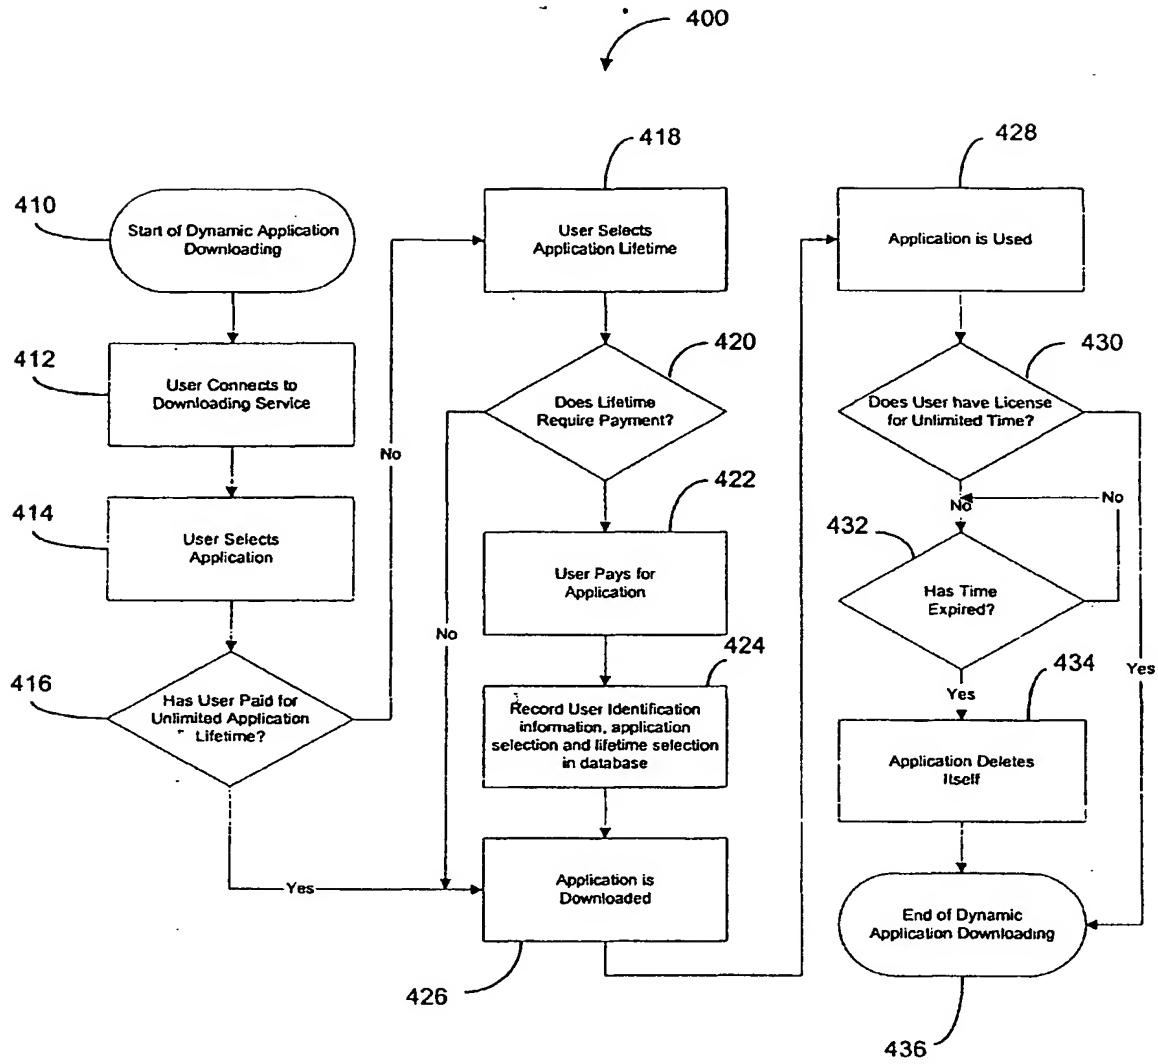 400
410
Start of Dynamic Application
Downloading
412
User Connects to
Downloading Service
414
User Selects
Application
416
Has User Paid for
Unlimited Application
Lifetime?
No
Yes
418
User Selects
Application Lifetime
420
Does Lifetime
Require Payment?
No
422
User Pays for
Application
424
Record User Identification
information, application
selection and lifetime selection
in database
Application is
Downloaded
426
428
Application is Used
430
Does User have License
for Unlimited Time?
No
No
Yes
432
Has Time
Expired?
Yes
434
Application Deletes
Itself
End of Dynamic
Application Downloading
436